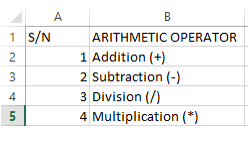 A B
1 S/N ARITHMETIC OPERATOR
2 1 Addition (+)
3 2 Subtraction (-)
4 3 Division (/)
5 4 Multiplication (*)